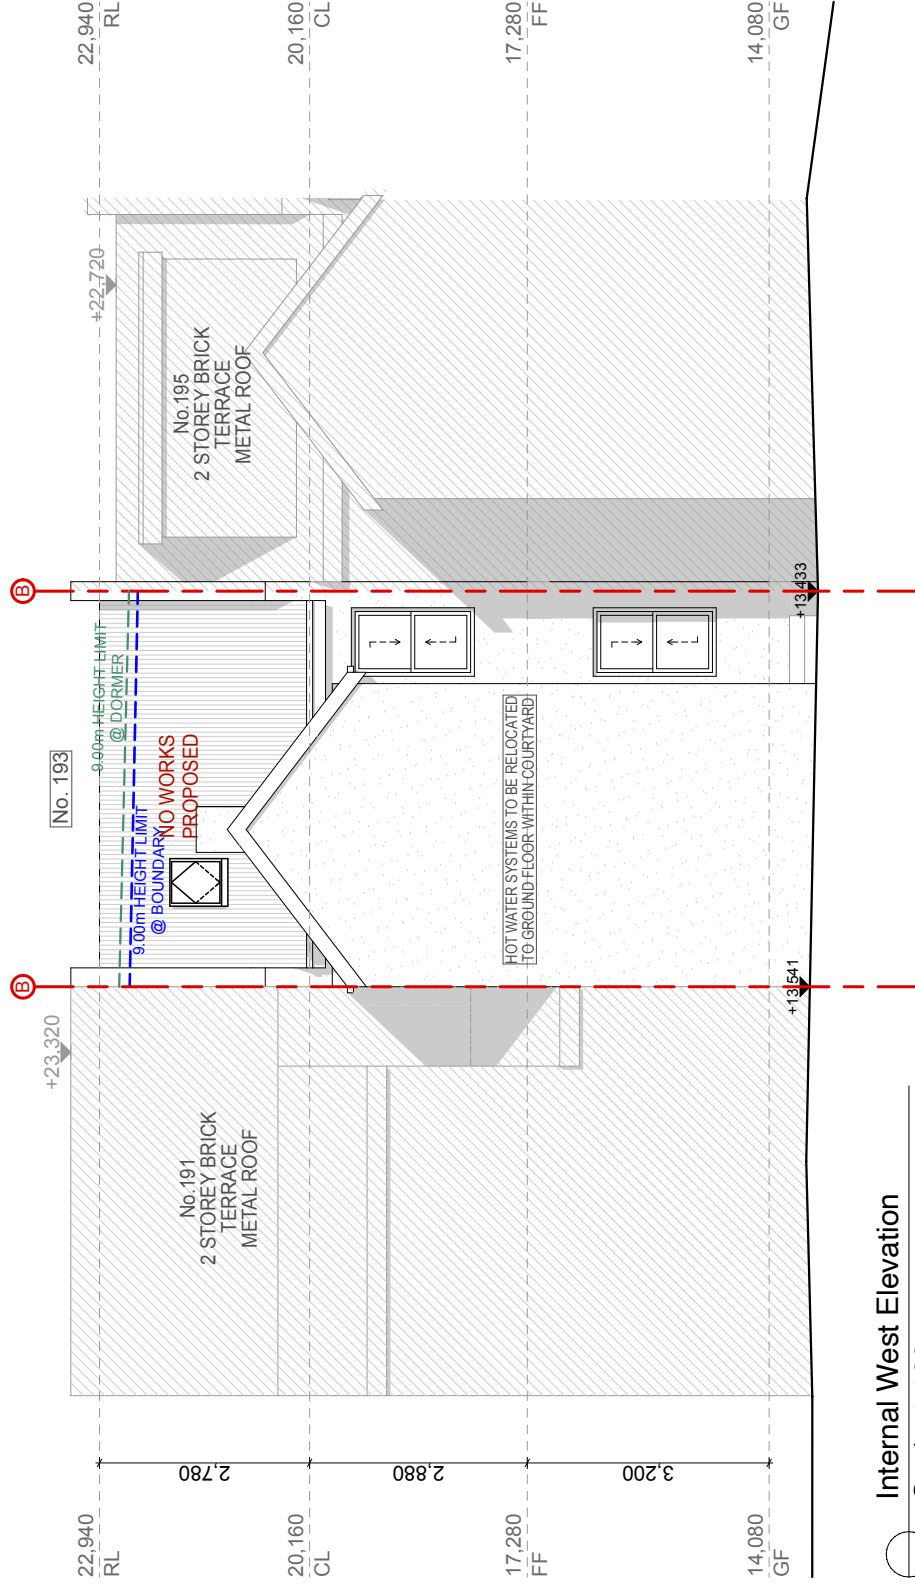 22,940
RL
20,160
CL
17,280
FF
14,080
GF
2,780
2,880
3,200
+23,320
No.191
2 STOREY BRICK
TERRACE
METAL ROOF
B
+13,541
No. 193
9.00m HEIGHT LIMIT
@ BOUNDARY
9.00m HEIGHT LIMIT
@ DORMER
NO WORKS
PROPOSED
HOT WATER SYSTEMS TO BE RELOCATED
TO GROUND FLOOR WITHIN COURTYARD
B
+13,433
+22,720
No.195
2 STOREY BRICK
TERRACE
METAL ROOF
22,940
RL
20,160
CL
17,280
FF
14,080
GF
Internal West Elevation